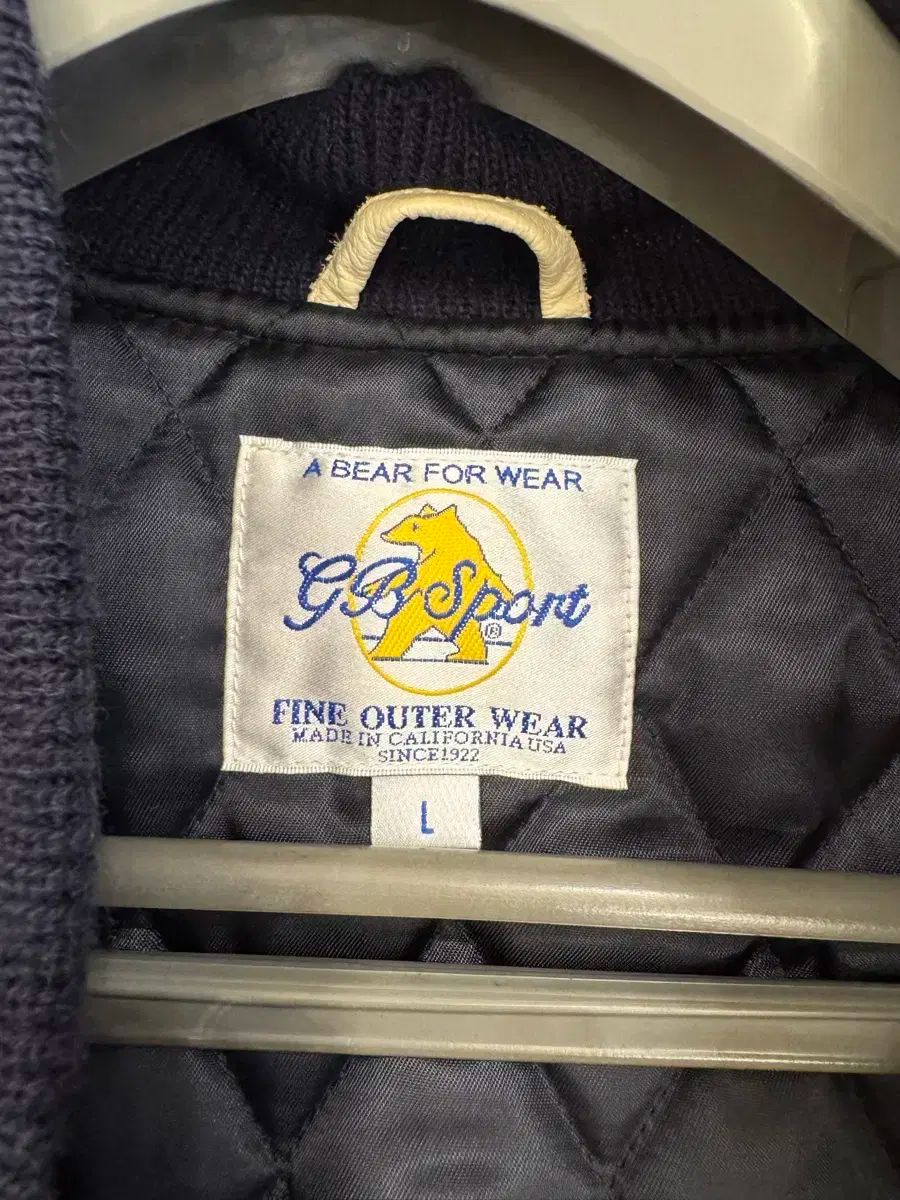 A BEAR FOR WEAR
GB Sport ®
FINE OUTER WEAR
MADE IN CALIFORNIA USA
SINCE1922
L